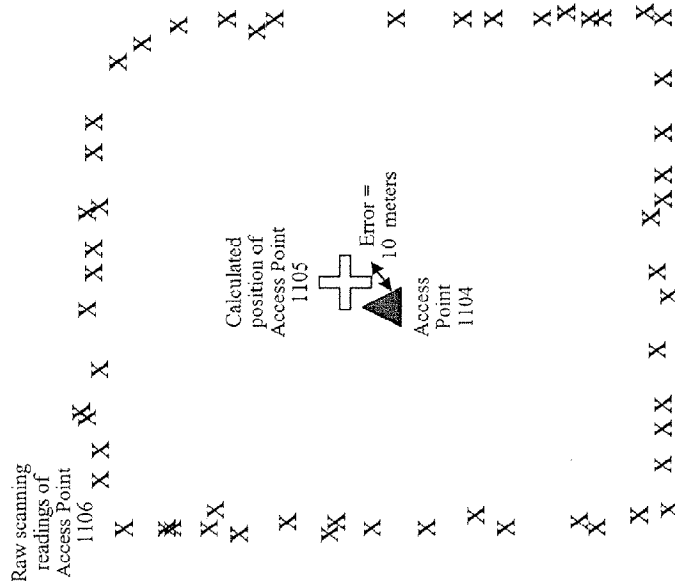 Raw scanning
readings of
Access Point
1106
Calculated
position of
Access Point
1105
Error =
10 meters
Access
Point
1104